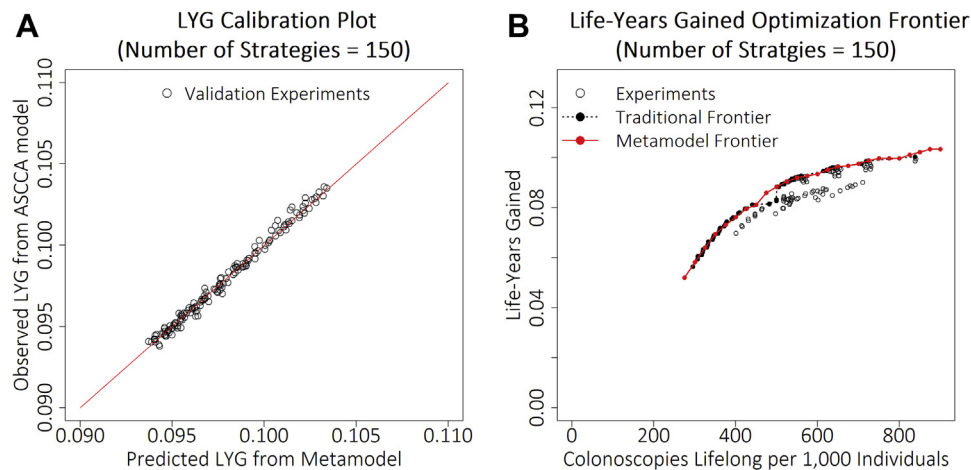 A
LYG Calibration Plot
(Number of Strategies = 150)
Validation Experiments
Observed LYG from ASCCA model
0.110
0.105
0.100
0.095
0.090
0.090
0.095
0.100
0.105
0.110
Predicted LYG from Metamodel
B
Life-Years Gained Optimization Frontier
(Number of Stratgies = 150)
Experiments
Traditional Frontier
Metamodel Frontier
Life-Years Gained
0.12
0.08
0.04
0.00
0
200
400
600
800
Colonoscopies Lifelong per 1,000 Individuals